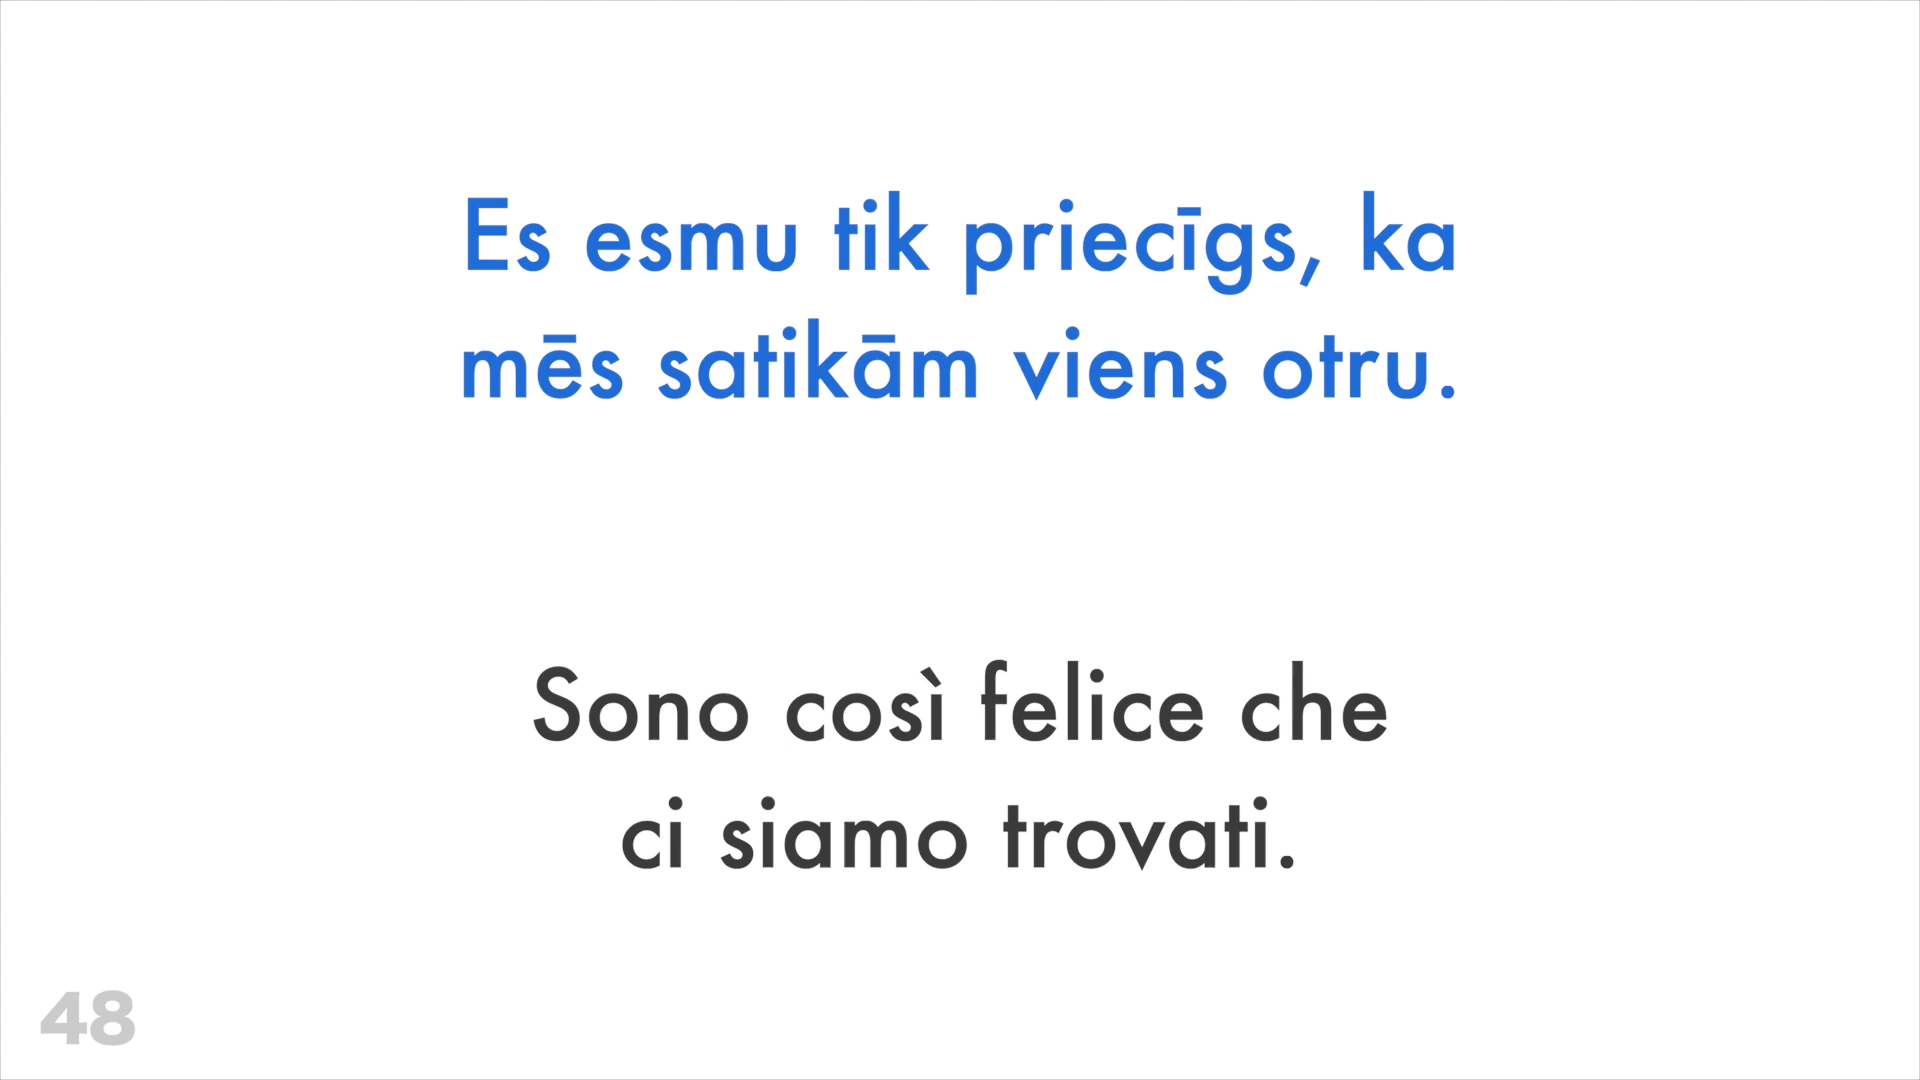 Es esmu tik priecīgs, ka
mēs satikām viens otru.
Sono così felice che
ci siamo trovati.
48